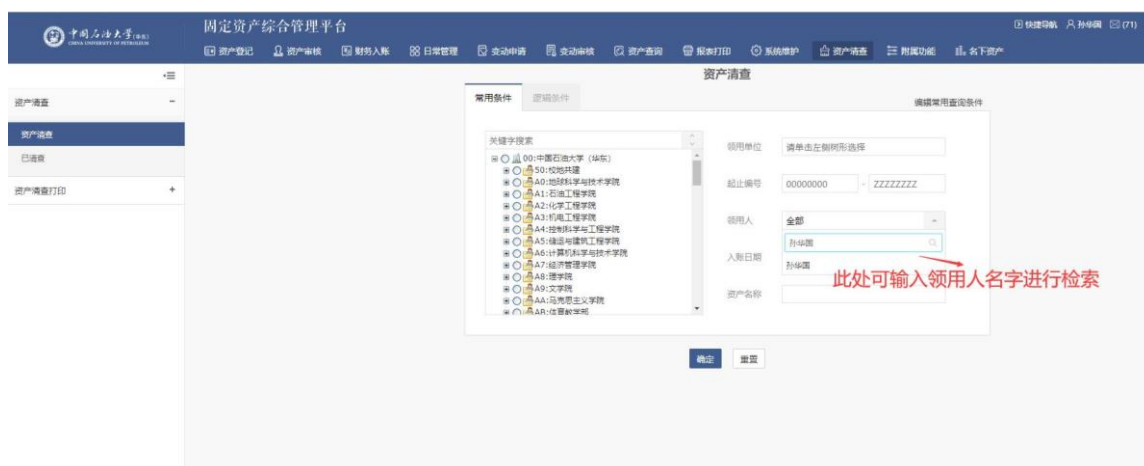 中国石油大学(华东)
CHINA UNIVERSITY OF PETROLEUM
固定资产综合管理平台
快捷导航 孙华国 (71)
资产登记 资产审核 财务入账 日常管理 变动申请 变动审核 资产查询 报表打印 系统维护 资产清查 附属功能 名下资产
资产清查
资产清查 −
资产清查
已清查
资产清查打印 +
常用条件 逻辑条件
编辑常用查询条件
关键字搜索
00:中国石油大学(华东)
50:校地共建
A0:地球科学与技术学院
A1:石油工程学院
A2:化学工程学院
A3:机电工程学院
A4:控制科学与工程学院
A5:储运与建筑工程学院
A6:计算机科学与技术学院
A7:经济管理学院
A8:理学院
A9:文学院
AA:马克思主义学院
AB:体育教学部
领用单位 请单击左侧树形选择
起止编号 00000000 - ZZZZZZZZ
领用人 全部
孙华国
入账日期
孙华国
此处可输入领用人名字进行检索
资产名称
确定 重置